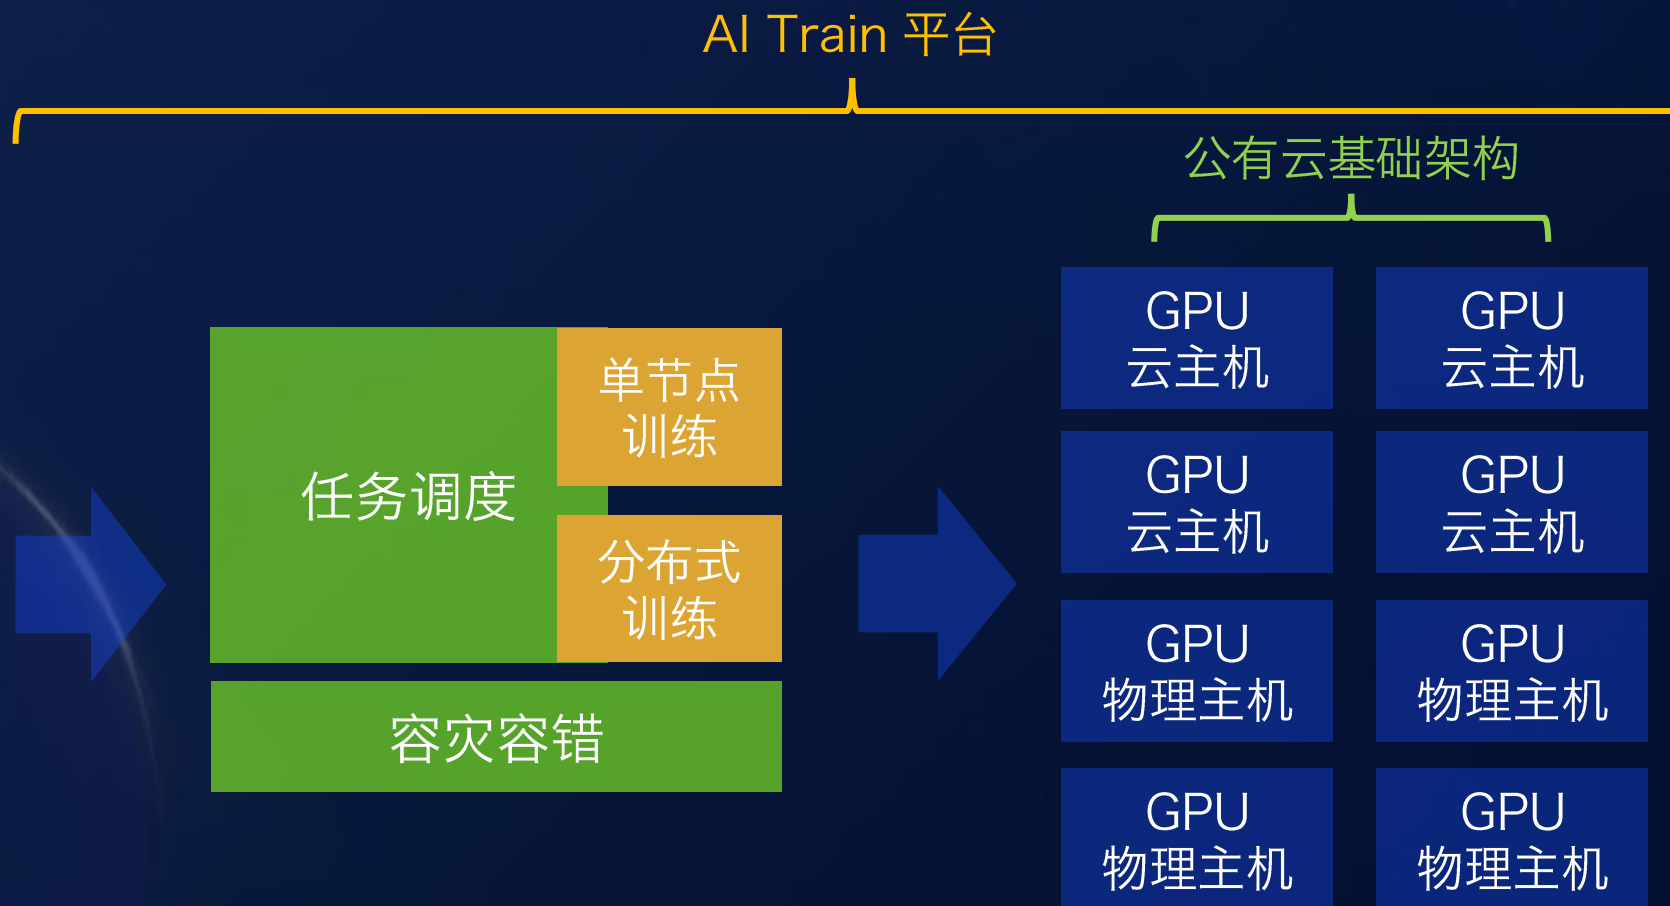 AI Train 平台
公有云基础架构
任务调度
单节点
训练
分布式
训练
容灾容错
GPU
云主机
GPU
云主机
GPU
云主机
GPU
云主机
GPU
物理主机
GPU
物理主机
GPU
物理主机
GPU
物理主机